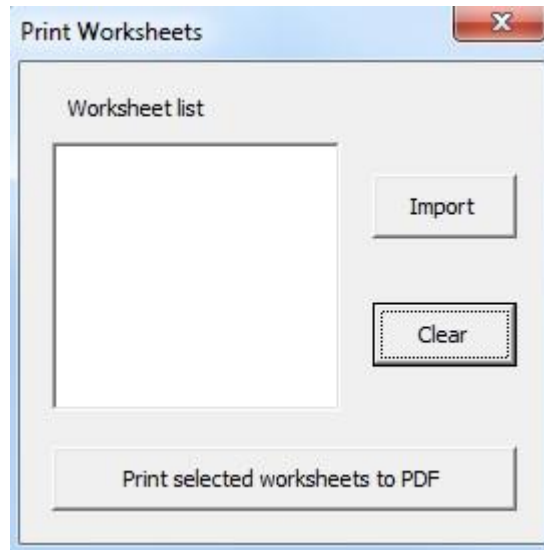 Print Worksheets
Worksheet list
Import
Clear
Print selected worksheets to PDF